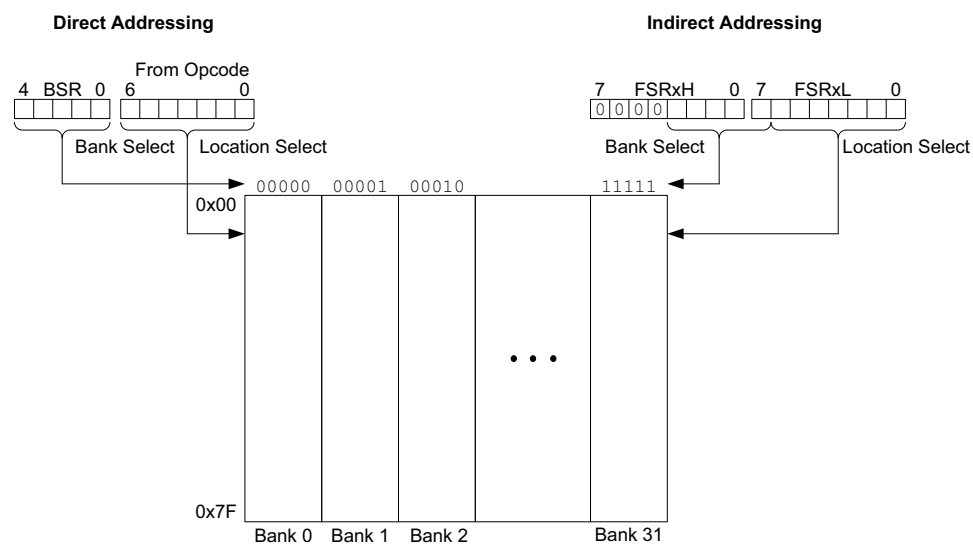 Direct Addressing Indirect Addressing
From Opcode
4 BSR 0 6 0 7 FSRxH 0 7 FSRxL 0
0 0 0 0
Bank Select Location Select Bank Select Location Select
00000 00001 00010 11111
0x00
...
0x7F
Bank 0 Bank 1 Bank 2 Bank 31